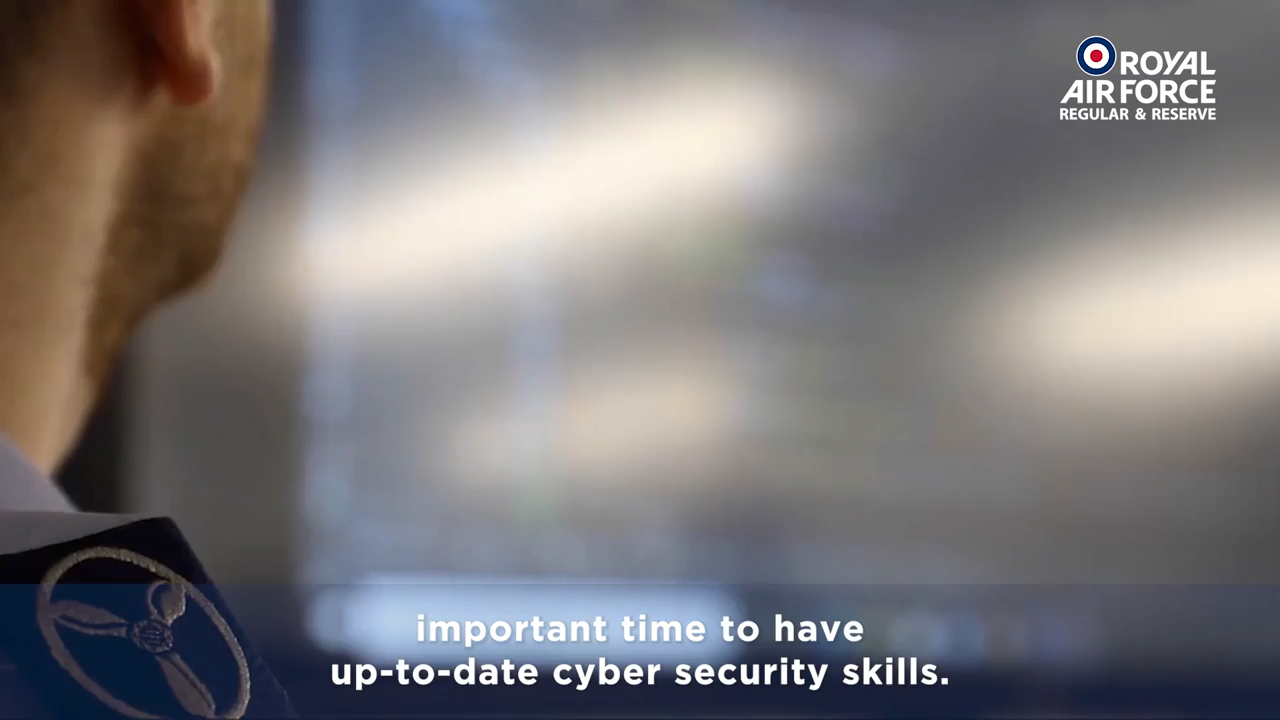 ROYAL
AIR FORCE
REGULAR & RESERVE
important time to have
up-to-date cyber security skills.